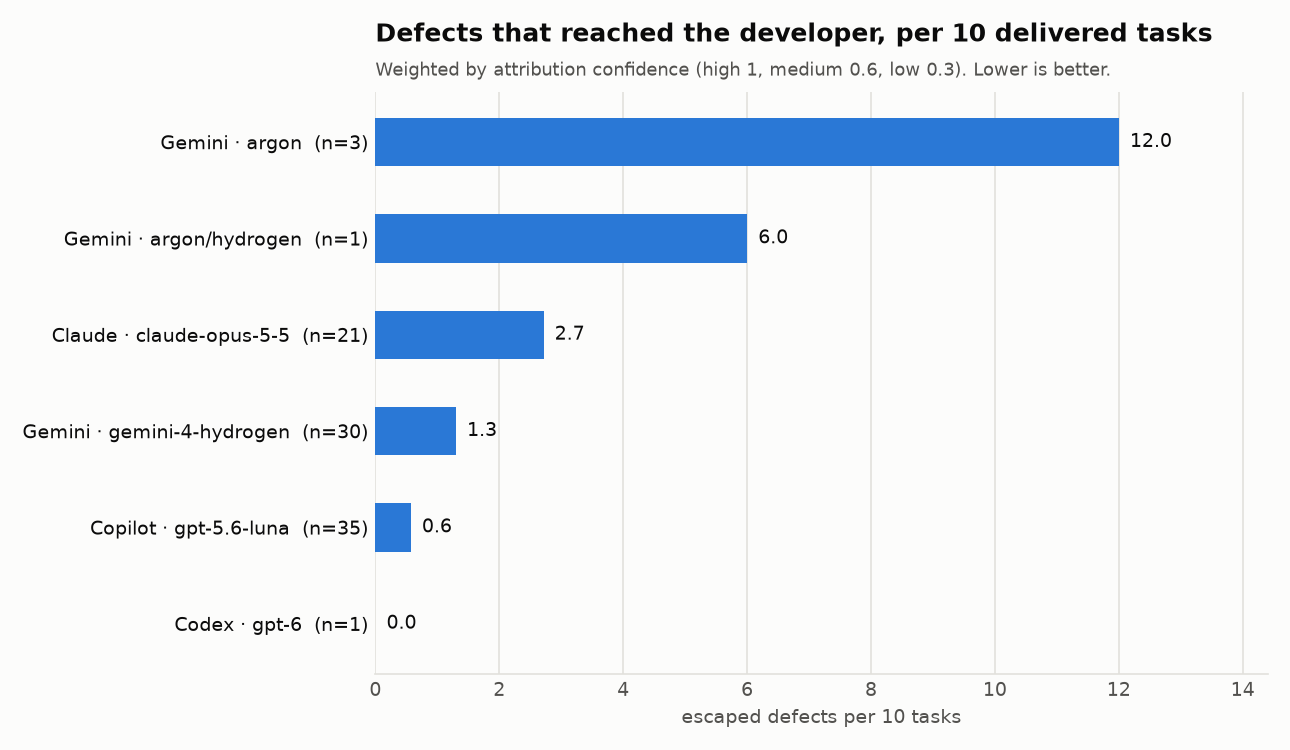 Defects that reached the developer, per 10 delivered tasks
Weighted by attribution confidence (high 1, medium 0.6, low 0.3). Lower is better.
Gemini · argon (n=3)
12.0
Gemini · argon/hydrogen (n=1)
6.0
Claude · claude-opus-5-5 (n=21)
2.7
Gemini · gemini-4-hydrogen (n=30)
1.3
Copilot · gpt-5.6-luna (n=35)
0.6
Codex · gpt-6 (n=1)
0.0
0 2 4 6 8 10 12 14
escaped defects per 10 tasks